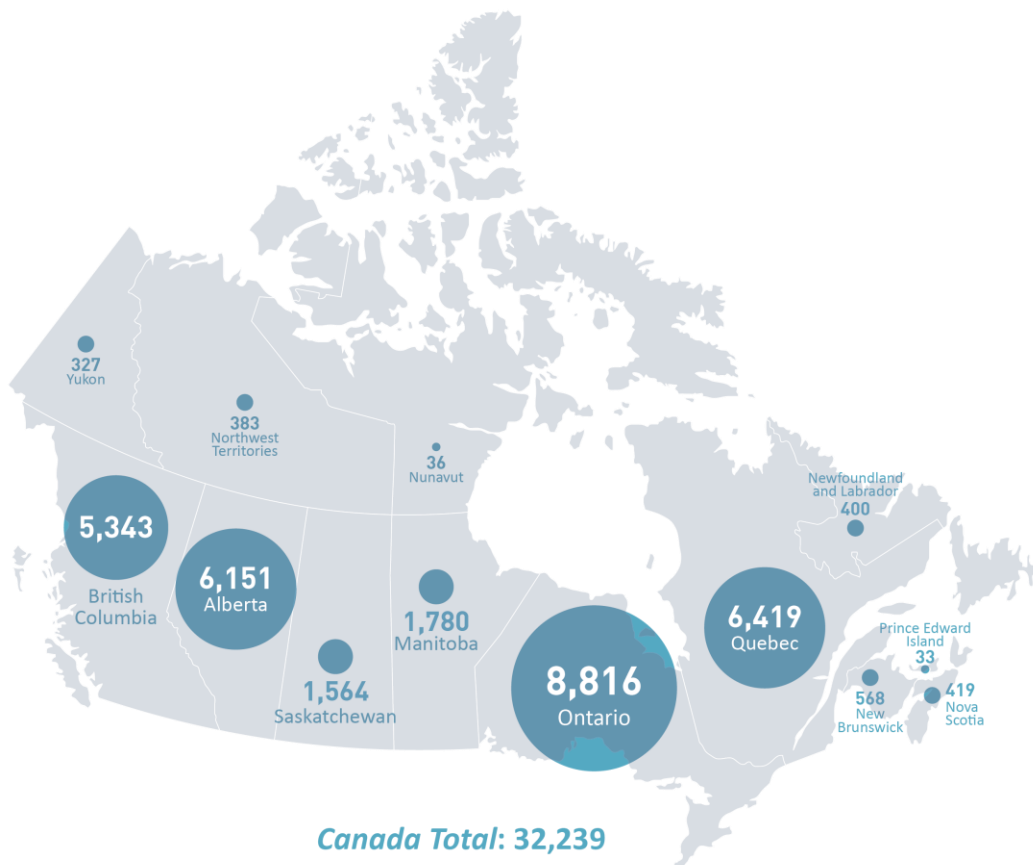 327
Yukon
383
Northwest
Territories
36
Nunavut
Newfoundland
and Labrador
400
5,343
British
Columbia
6,151
Alberta
1,780
Manitoba
1,564
Saskatchewan
8,816
Ontario
6,419
Quebec
Prince Edward
Island
33
568
New
Brunswick
419
Nova
Scotia
Canada Total: 32,239